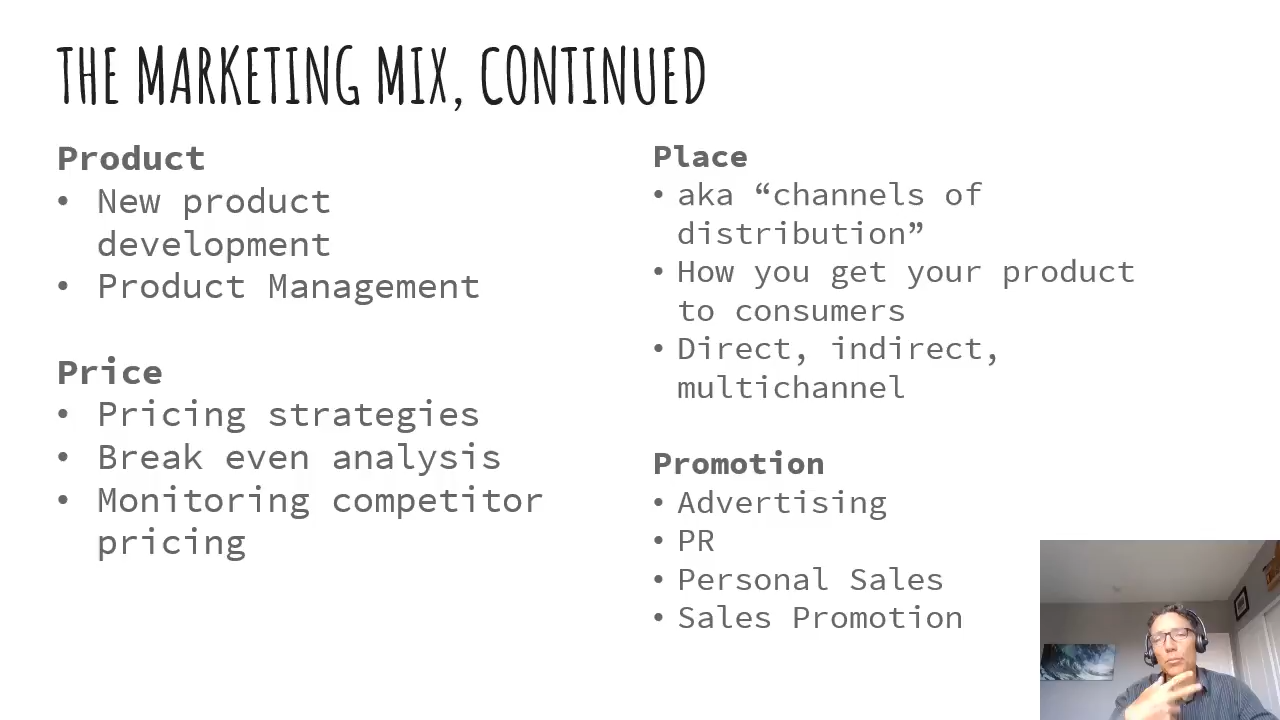 THE MARKETING MIX, CONTINUED
Product
• New product
development
• Product Management
Price
• Pricing strategies
• Break even analysis
• Monitoring competitor
pricing
Place
• aka “channels of
distribution”
• How you get your product
to consumers
• Direct, indirect,
multichannel
Promotion
• Advertising
• PR
• Personal Sales
• Sales Promotion